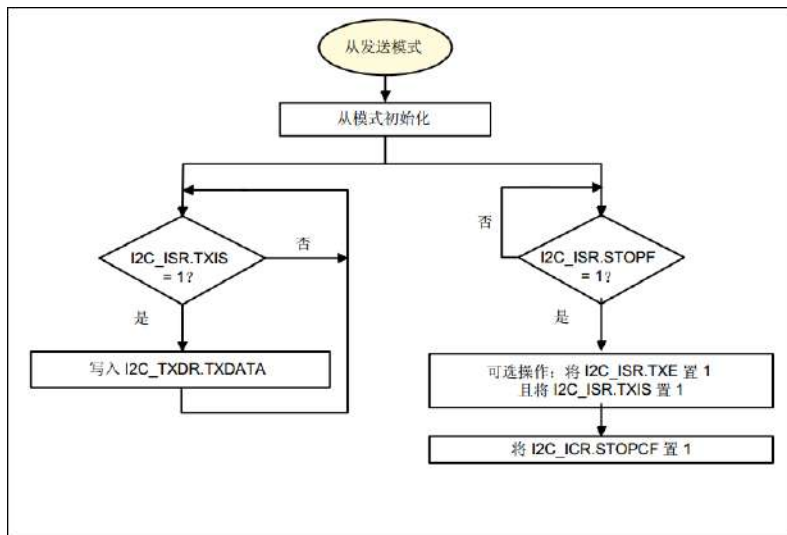 从发送模式
从模式初始化
I2C_ISR.TXIS
= 1?
否
是
写入 I2C_TXDR.TXDATA
否
I2C_ISR.STOPF
= 1?
是
可选操作：将 I2C_ISR.TXE 置 1
且将 I2C_ISR.TXIS 置 1
将 I2C_ICR.STOPCF 置 1